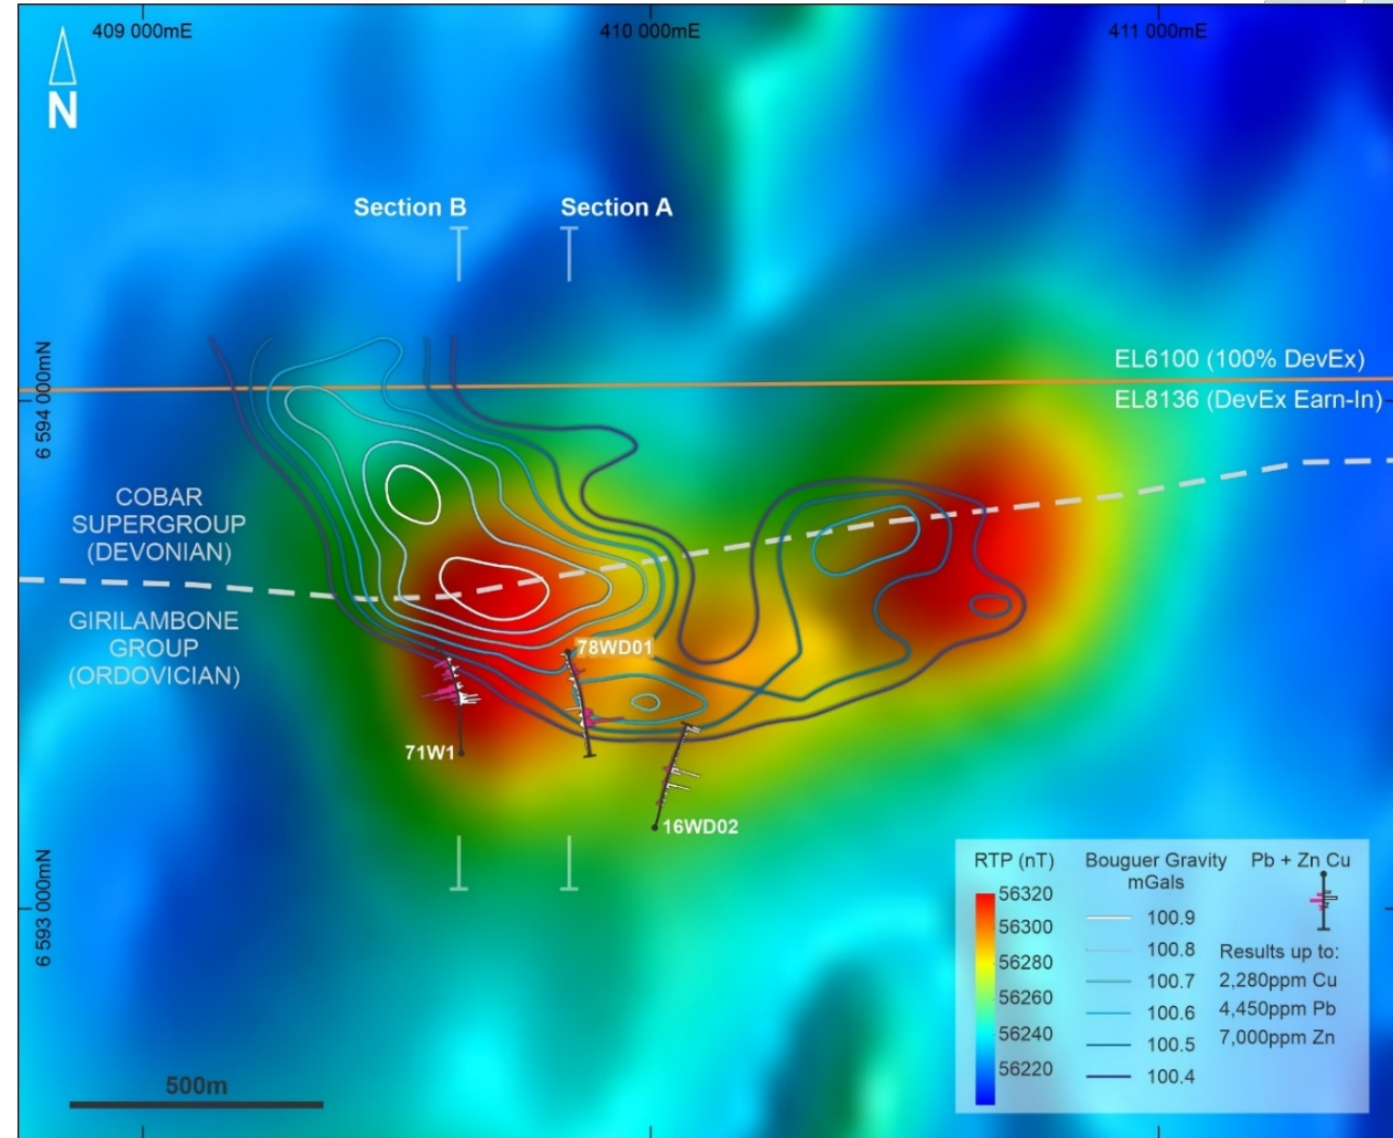 409 000mE
410 000mE
411 000mE
N
Section B
Section A
EL6100 (100% DevEx)
EL8136 (DevEx Earn-In)
6 594 000mN
COBAR
SUPERGROUP
(DEVONIAN)
GIRILAMBONE
GROUP
(ORDOVICIAN)
78WD01
71W1
16WD02
6 593 000mN
500m
RTP (nT)
56320
56300
56280
56260
56240
56220
Bouguer Gravity
mGals
100.9
100.8
100.7
100.6
100.5
100.4
Pb + Zn Cu
Results up to:
2,280ppm Cu
4,450ppm Pb
7,000ppm Zn